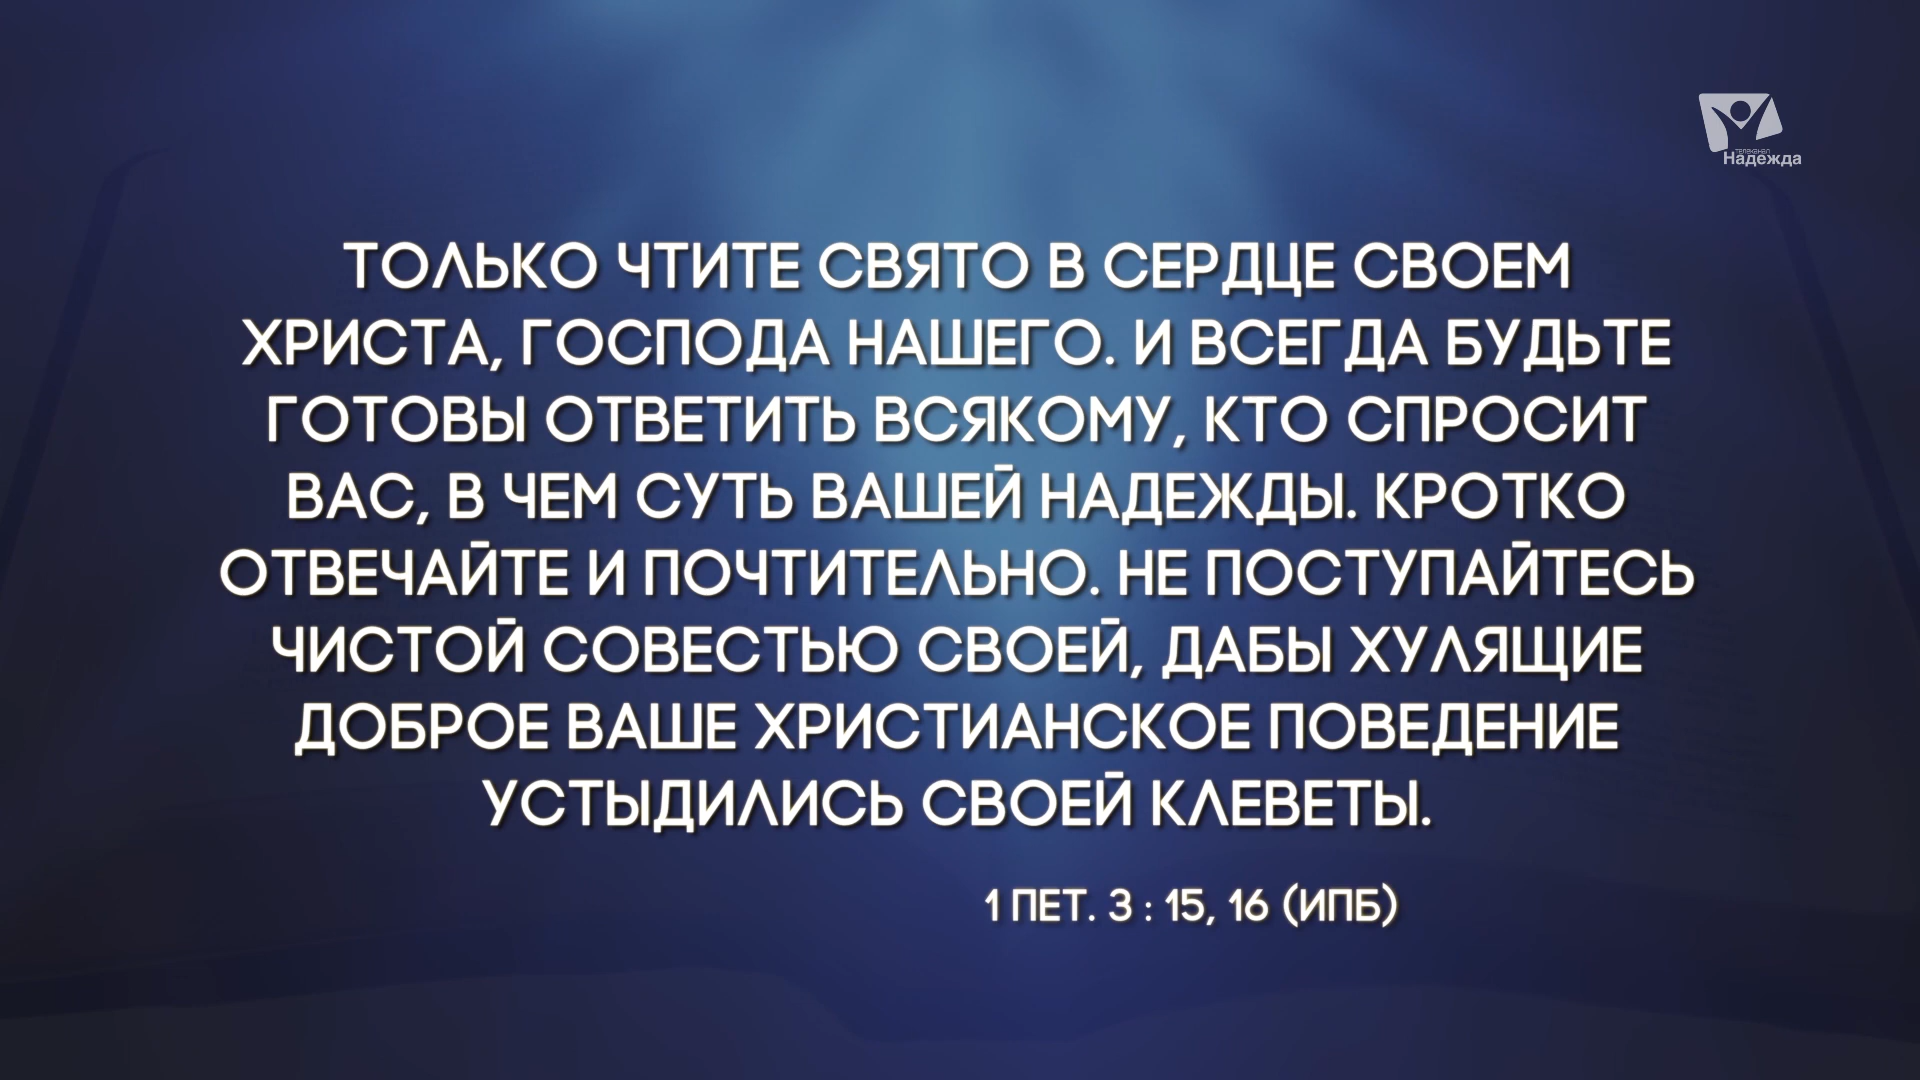 телеканал
Надежда
ТОЛЬКО ЧТИТЕ СВЯТО В СЕРДЦЕ СВОЕМ
ХРИСТА, ГОСПОДА НАШЕГО. И ВСЕГДА БУДЬТЕ
ГОТОВЫ ОТВЕТИТЬ ВСЯКОМУ, КТО СПРОСИТ
ВАС, В ЧЕМ СУТЬ ВАШЕЙ НАДЕЖДЫ. КРОТКО
ОТВЕЧАЙТЕ И ПОЧТИТЕЛЬНО. НЕ ПОСТУПАЙТЕСЬ
ЧИСТОЙ СОВЕСТЬЮ СВОЕЙ, ДАБЫ ХУЛЯЩИЕ
ДОБРОЕ ВАШЕ ХРИСТИАНСКОЕ ПОВЕДЕНИЕ
УСТЫДИЛИСЬ СВОЕЙ КЛЕВЕТЫ.
1 ПЕТ. 3 : 15, 16 (ИПБ)